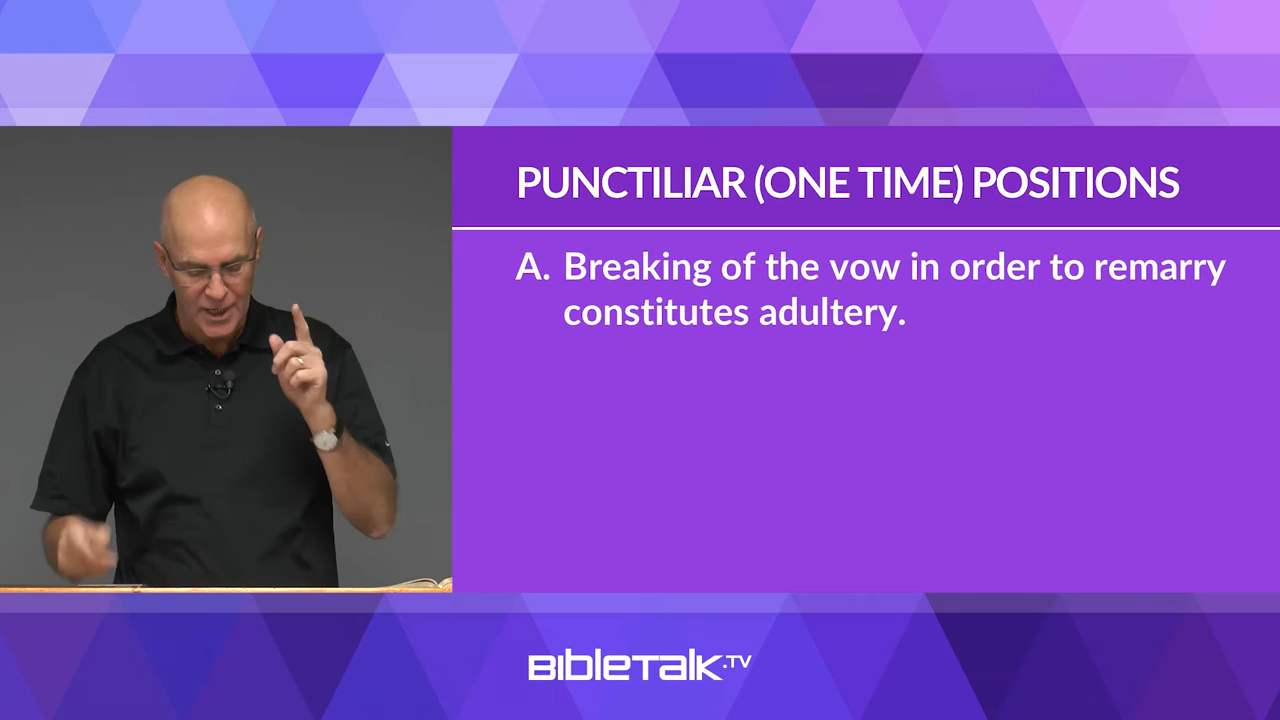 PUNCTILIAR (ONE TIME) POSITIONS
A. Breaking of the vow in order to remarry
constitutes adultery.
BIBLETALK.TV